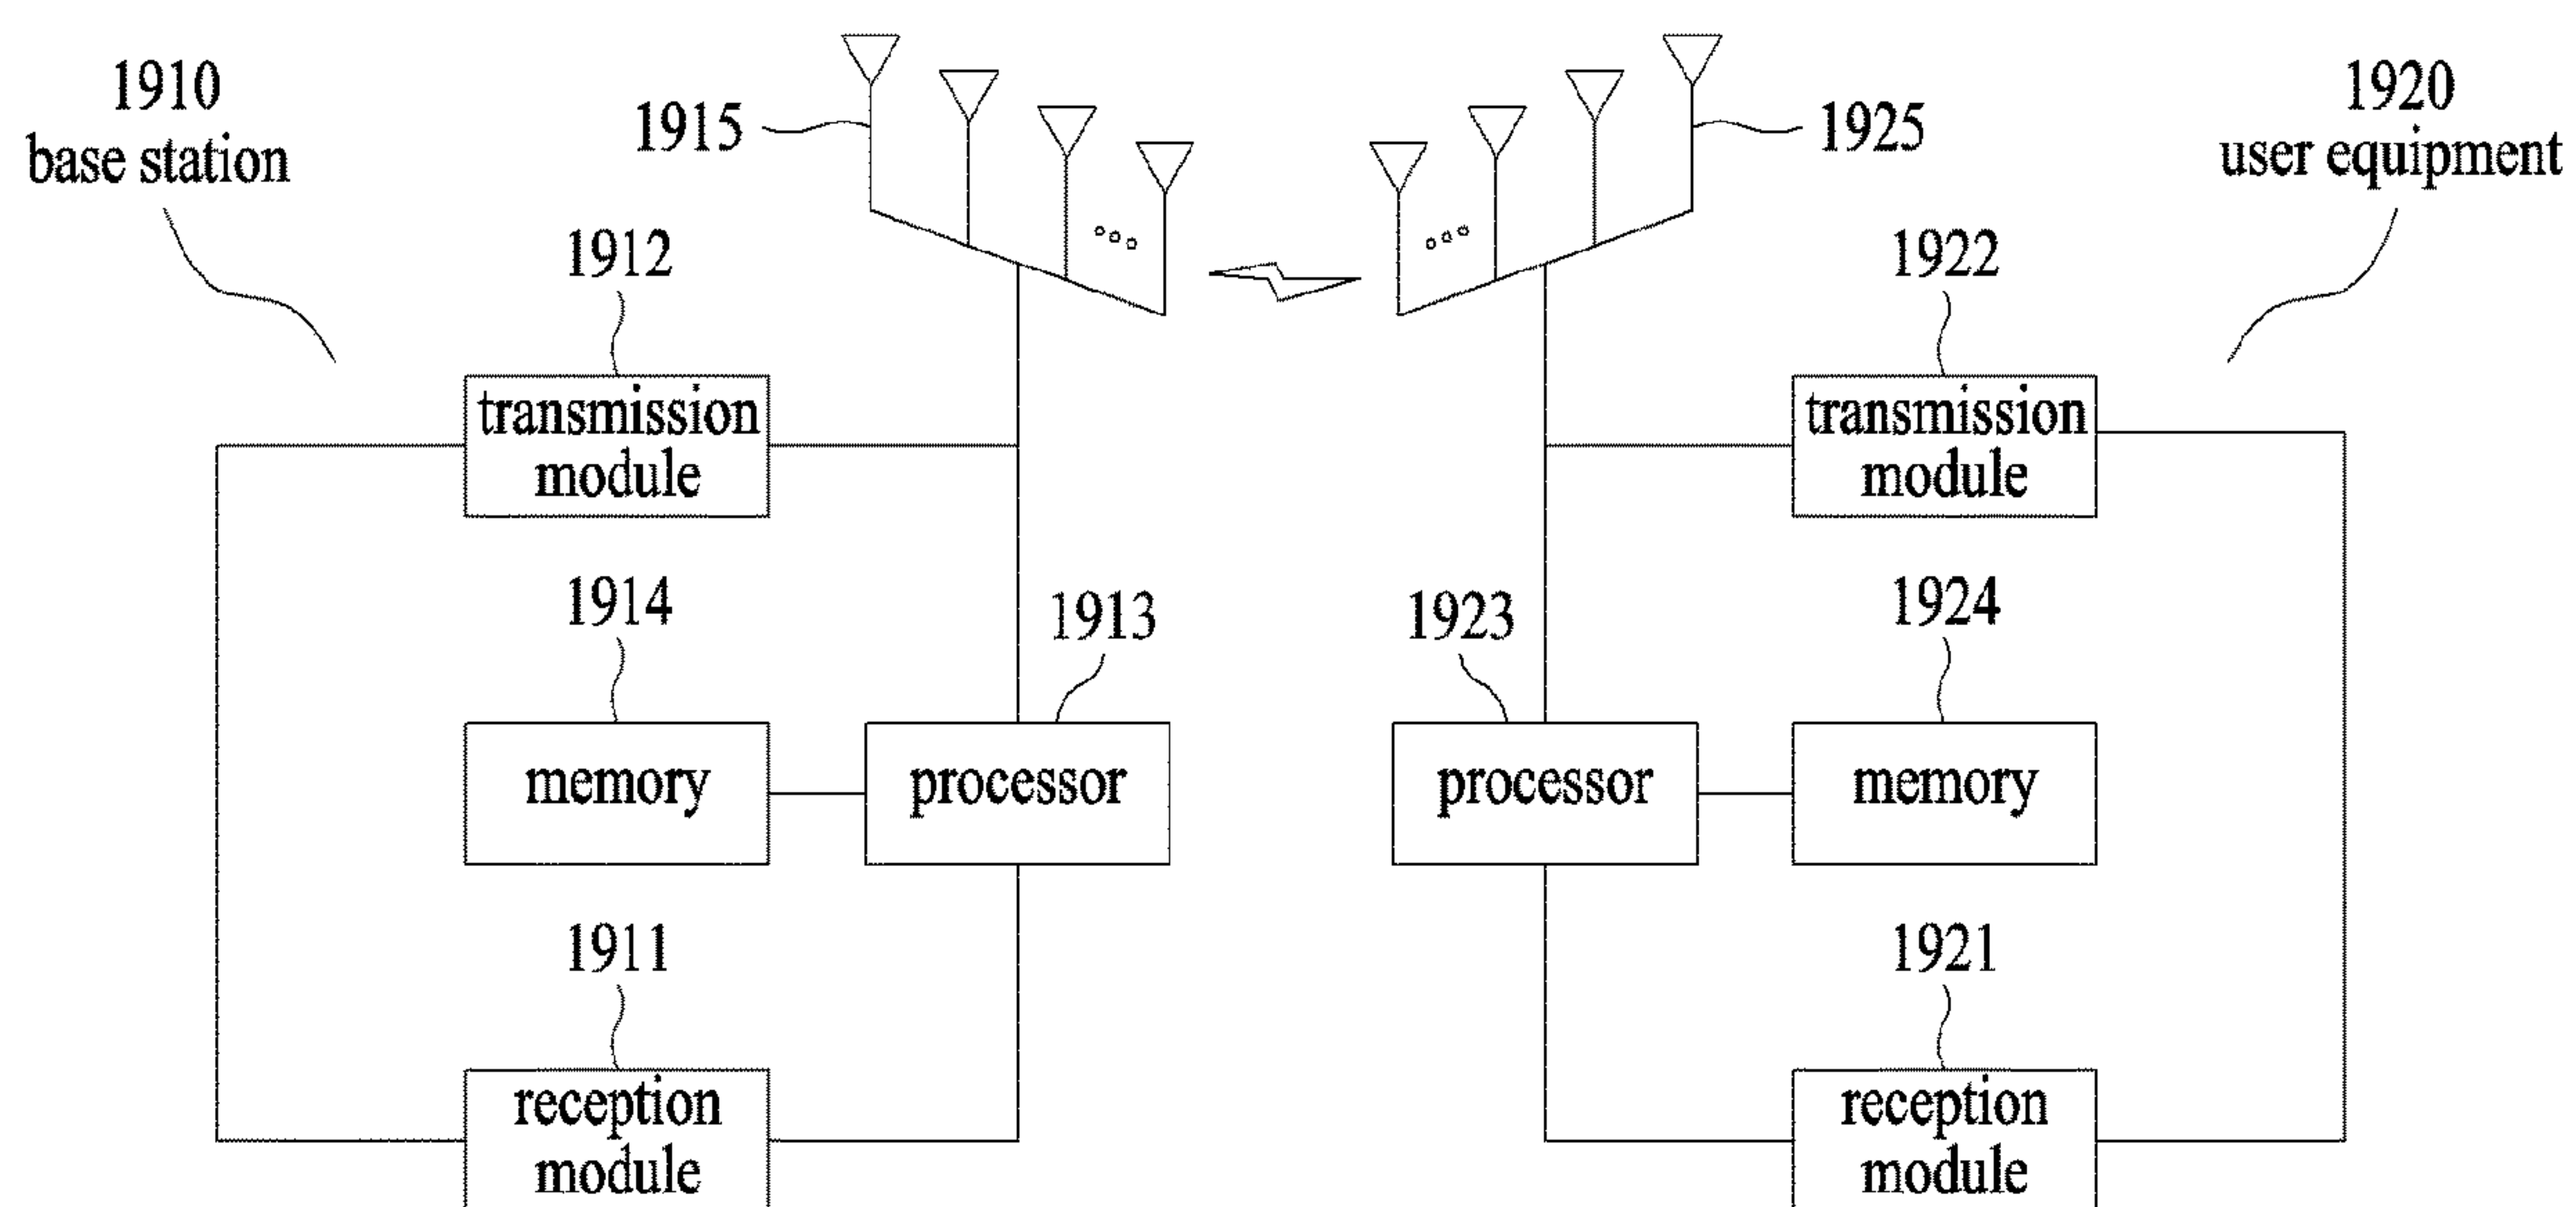 1910
base station
1915
1925
1920
user equipment
1912
transmission
module
1922
transmission
module
1914
memory
1913
processor
1923
processor
1924
memory
1911
reception
module
1921
reception
module